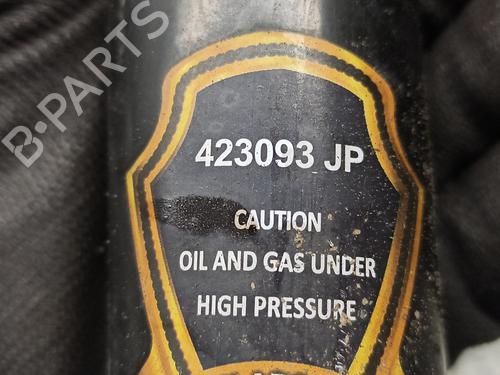 B-PARTS
423093 JP
CAUTION
OIL AND GAS UNDER
HIGH PRESSURE